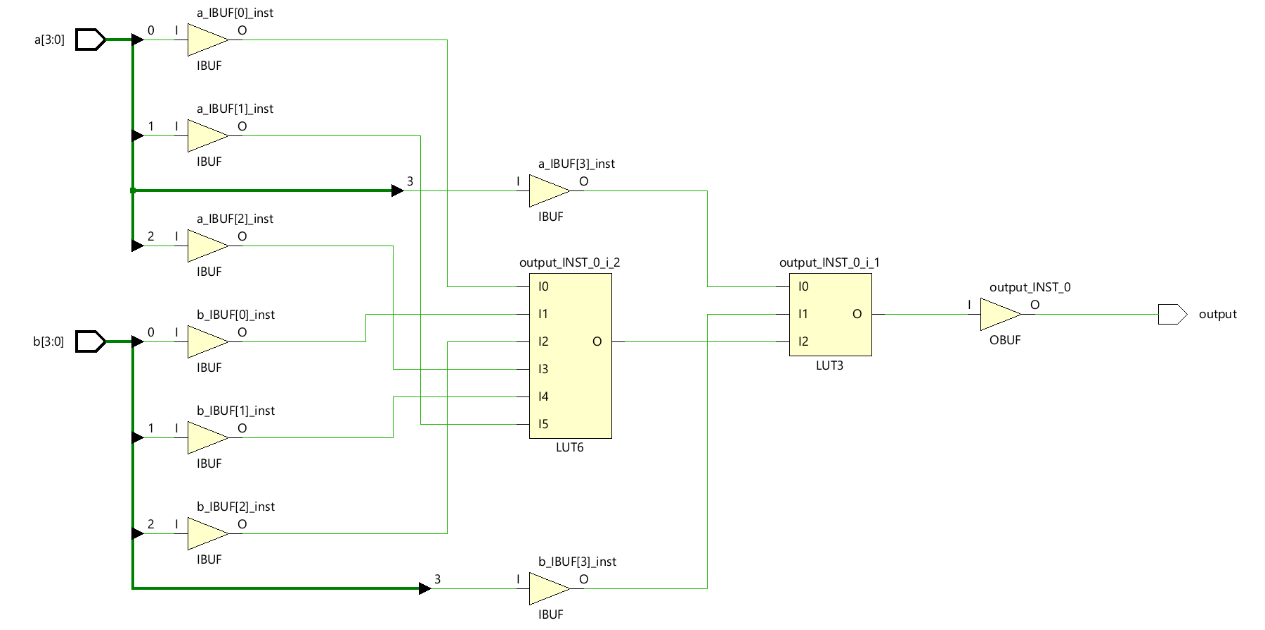 a_IBUF[0]_inst
a[3:0]
0
I
O
IBUF
a_IBUF[1]_inst
1
I
O
IBUF
a_IBUF[3]_inst
3
I
O
IBUF
a_IBUF[2]_inst
2
I
O
IBUF
output_INST_0_i_2
I0
I1
I2
I3
I4
I5
O
LUT6
output_INST_0_i_1
I0
I1
I2
O
LUT3
output_INST_0
I
O
OBUF
output
b_IBUF[0]_inst
b[3:0]
0
I
O
IBUF
b_IBUF[1]_inst
1
I
O
IBUF
b_IBUF[2]_inst
2
I
O
IBUF
b_IBUF[3]_inst
3
I
O
IBUF